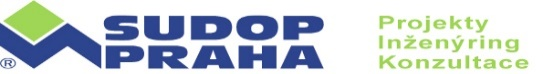 SUDOP
PRAHA
®
Projekty
Inženýring
Konzultace